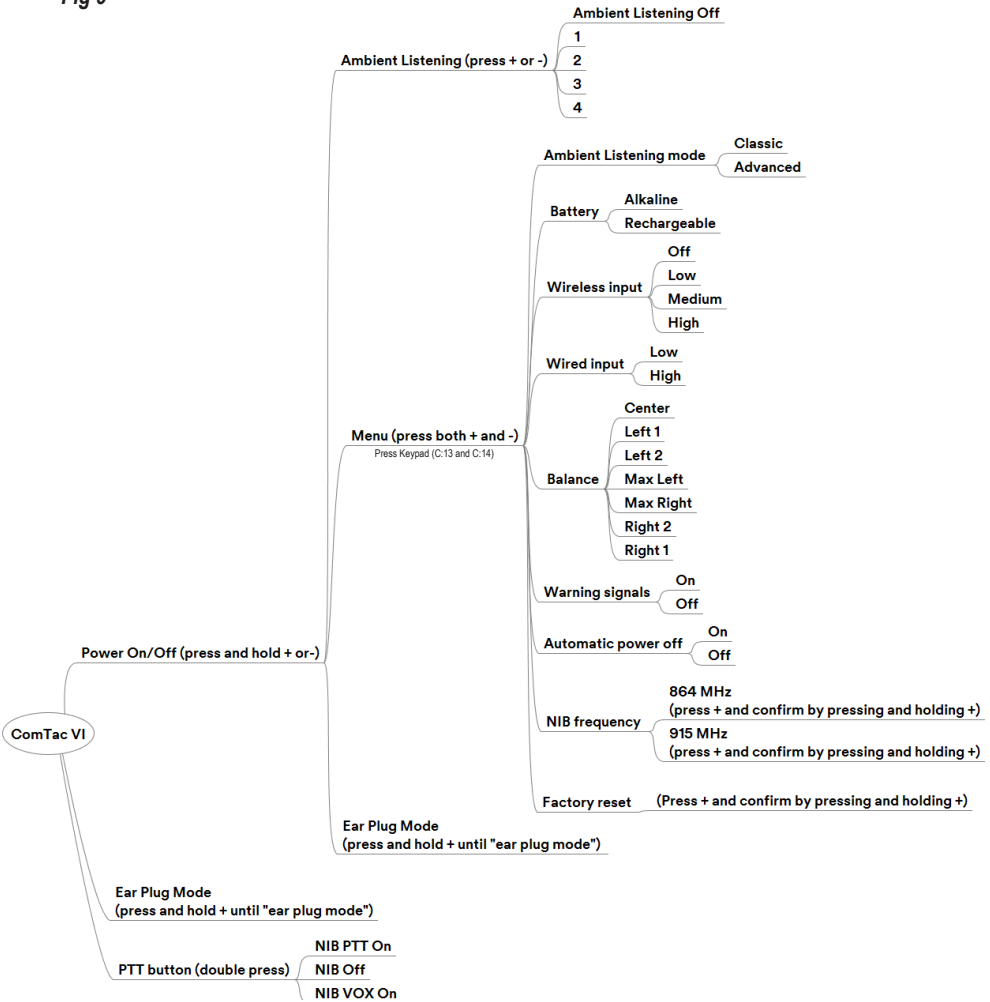 Fig 9
Ambient Listening Off
1
Ambient Listening (press + or -)
2
3
4
Classic
Ambient Listening mode
Advanced
Alkaline
Battery
Rechargeable
Off
Low
Wireless input
Medium
High
Low
Wired input
High
Center
Left 1
Menu (press both + and -)
Press Keypad (C:13 and C:14)
Left 2
Balance
Max Left
Max Right
Right 2
Right 1
On
Warning signals
Off
On
Automatic power off
Off
Power On/Off (press and hold + or-)
864 MHz
(press + and confirm by pressing and holding +)
NIB frequency
915 MHz
(press + and confirm by pressing and holding +)
ComTac VI
Factory reset
(Press + and confirm by pressing and holding +)
Ear Plug Mode
(press and hold + until "ear plug mode")
Ear Plug Mode
(press and hold + until "ear plug mode")
NIB PTT On
PTT button (double press)
NIB Off
NIB VOX On